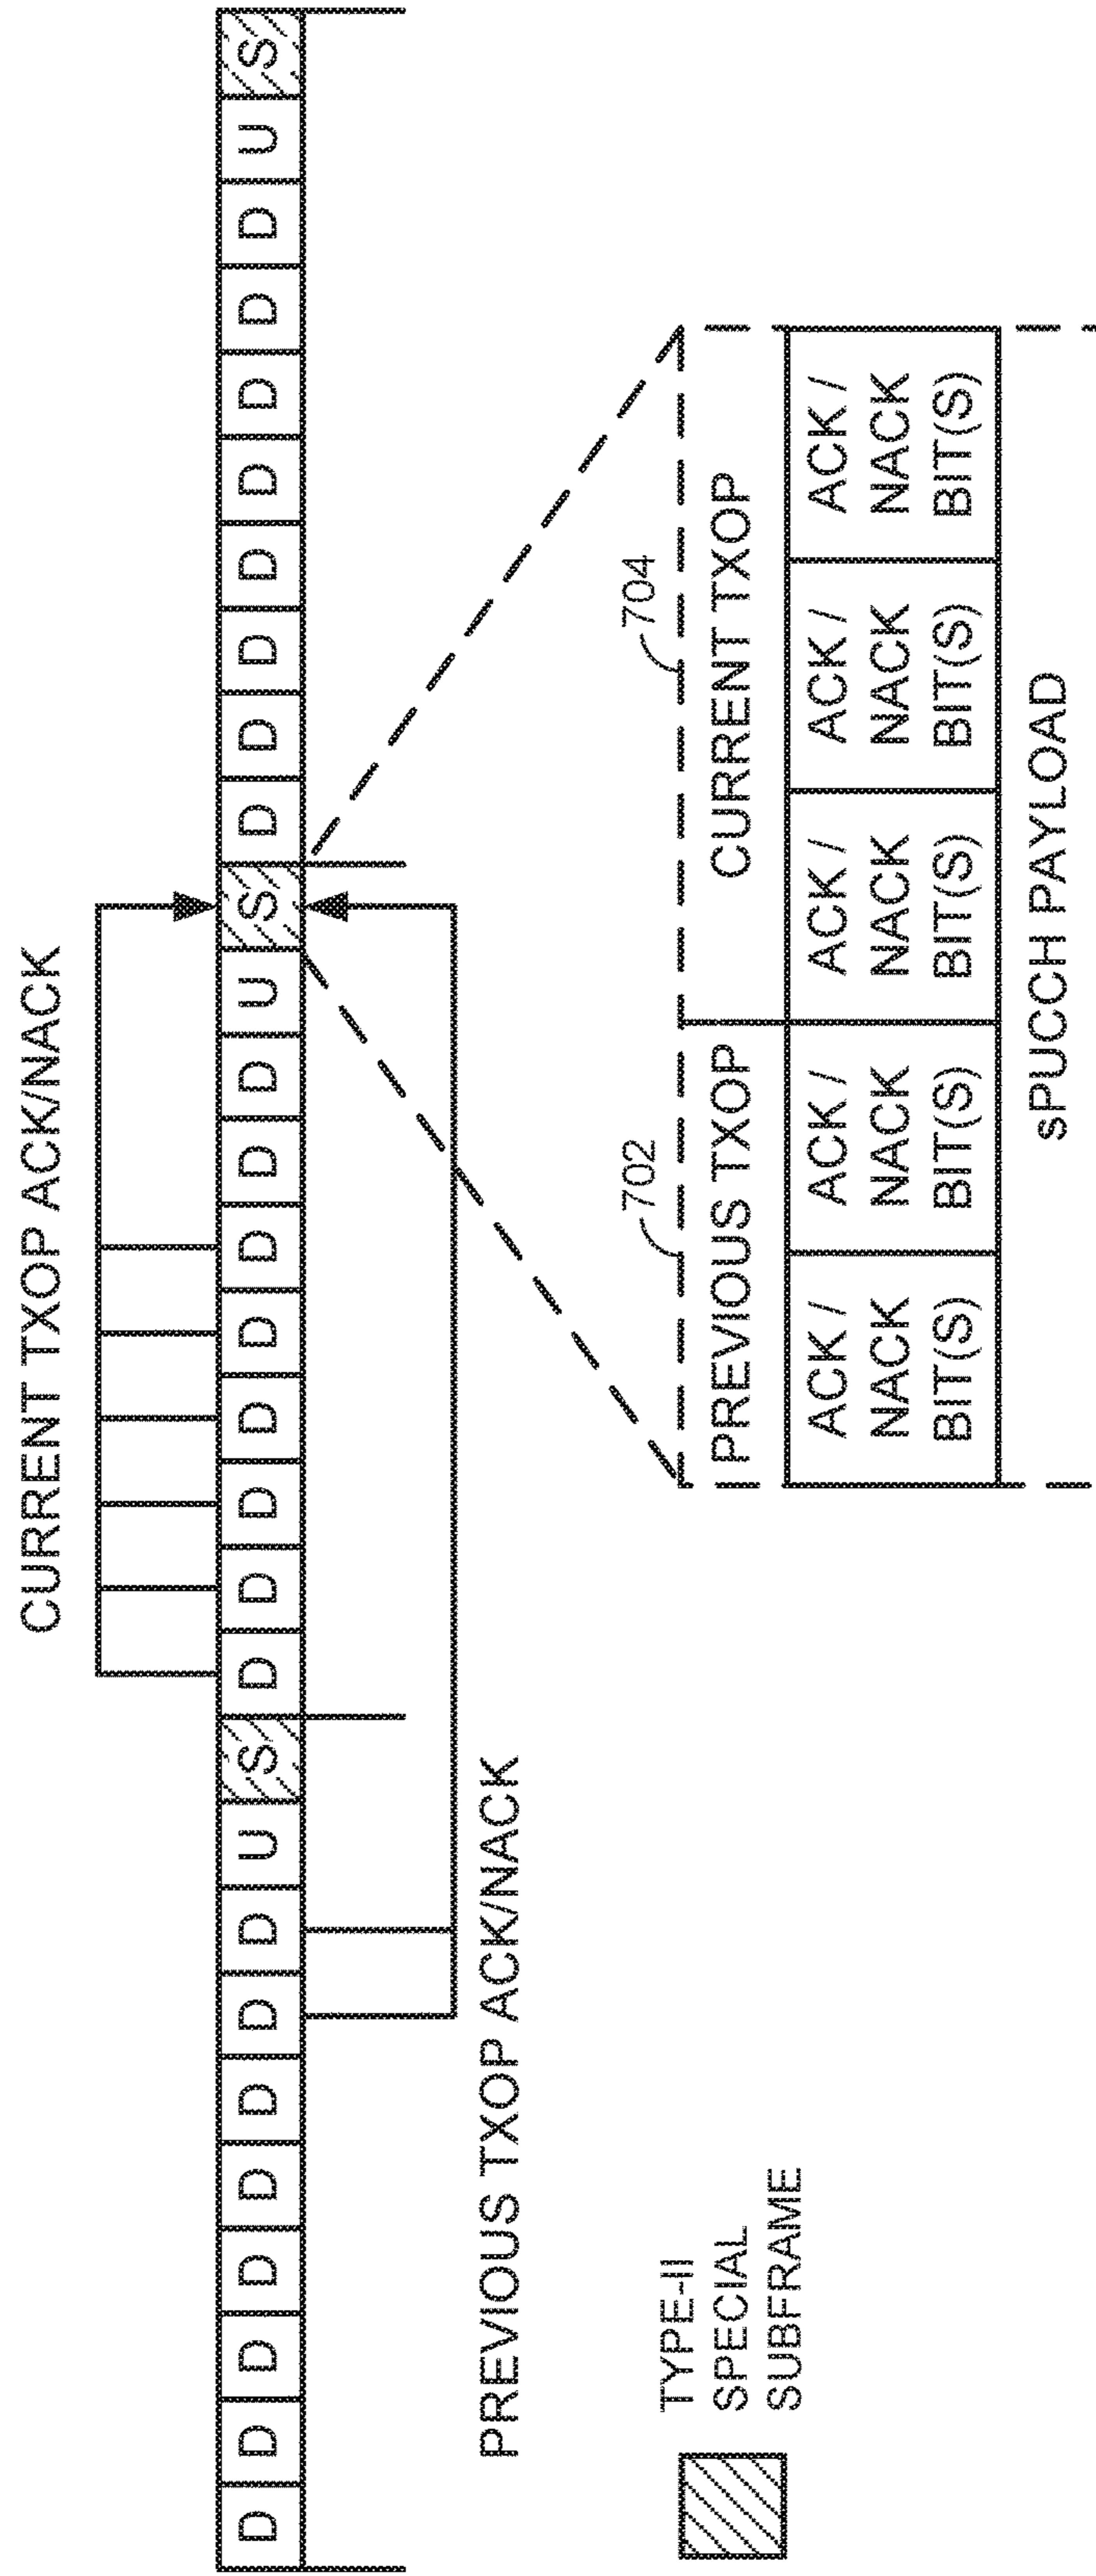 CURRENT TXOP ACK/NACK
D D D D D D D D U S D D D D D D D D U S D D D D D D D D U S
PREVIOUS TXOP ACK/NACK
TYPE-II
SPECIAL
SUBFRAME
702
704
PREVIOUS TXOP
CURRENT TXOP
ACK /
NACK
BIT(S)
ACK /
NACK
BIT(S)
ACK /
NACK
BIT(S)
ACK /
NACK
BIT(S)
ACK /
NACK
BIT(S)
sPUCCH PAYLOAD